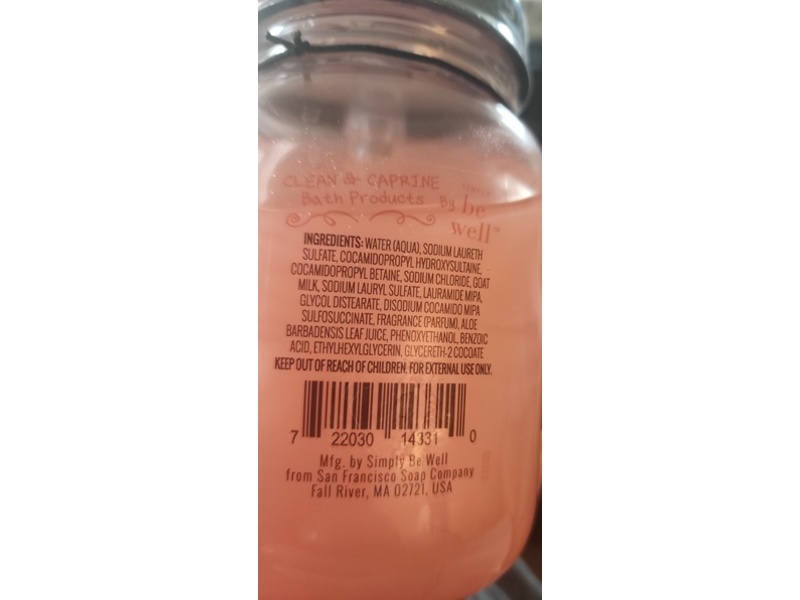 CLEAN & CAPRINE
Bath Products By be well™
INGREDIENTS: WATER (AQUA), SODIUM LAURETH
SULFATE, COCAMIDOPROPYL HYDROXYSULTAINE,
COCAMIDOPROPYL BETAINE, SODIUM CHLORIDE, GOAT
MILK, SODIUM LAURYL SULFATE, LAURAMIDE MIPA,
GLYCOL DISTEARATE, DISODIUM COCAMIDO MIPA
SULFOSUCCINATE, FRAGRANCE (PARFUM), ALOE
BARBADENSIS LEAF JUICE, PHENOXYETHANOL, BENZOIC
ACID, ETHYLHEXYLGLYCERIN, GLYCERETH-2 COCOATE
KEEP OUT OF REACH OF CHILDREN. FOR EXTERNAL USE ONLY.
7 22030 14331 0
Mfg. by Simply Be Well
from San Francisco Soap Company
Fall River, MA 02721, USA